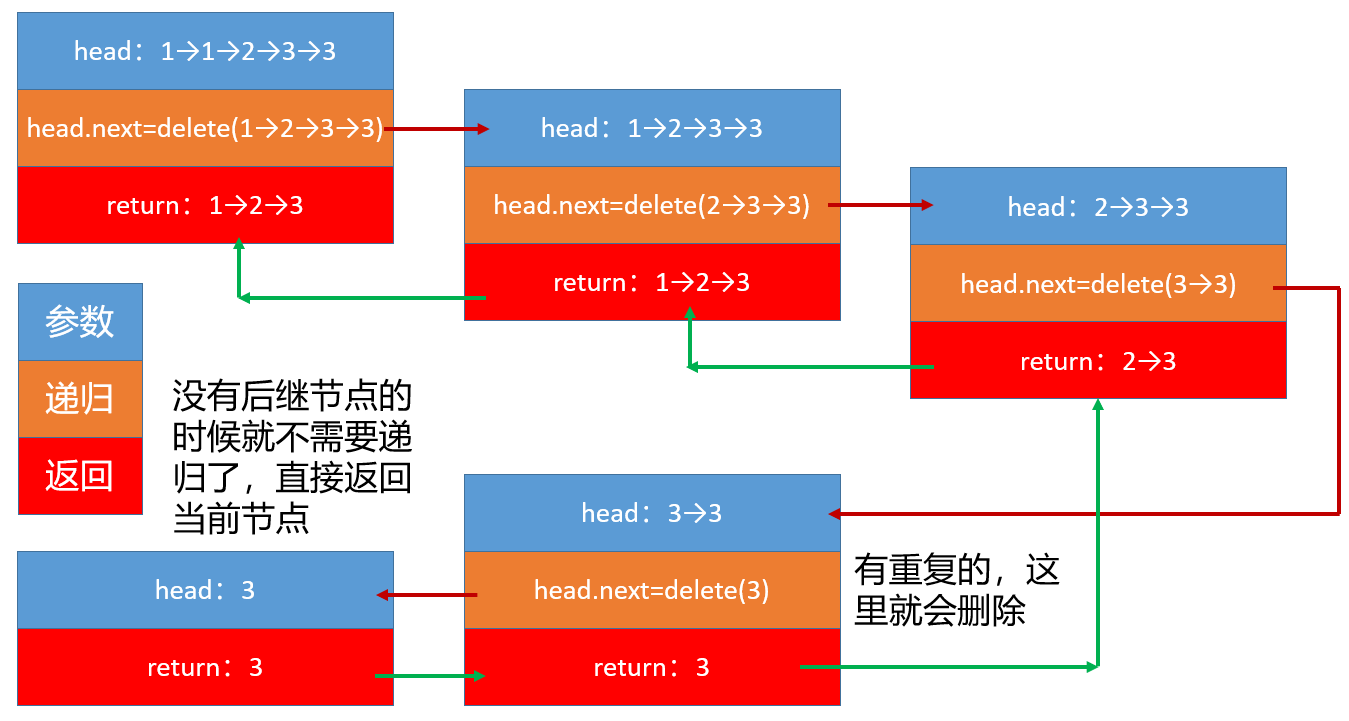 head：1→1→2→3→3
head.next=delete(1→2→3→3)
return：1→2→3
head：1→2→3→3
head.next=delete(2→3→3)
return：1→2→3
head：2→3→3
head.next=delete(3→3)
return：2→3
参数
递归
返回
没有后继节点的
时候就不需要递
归了，直接返回
当前节点
head：3→3
head.next=delete(3)
return：3
有重复的，这
里就会删除
head：3
return：3